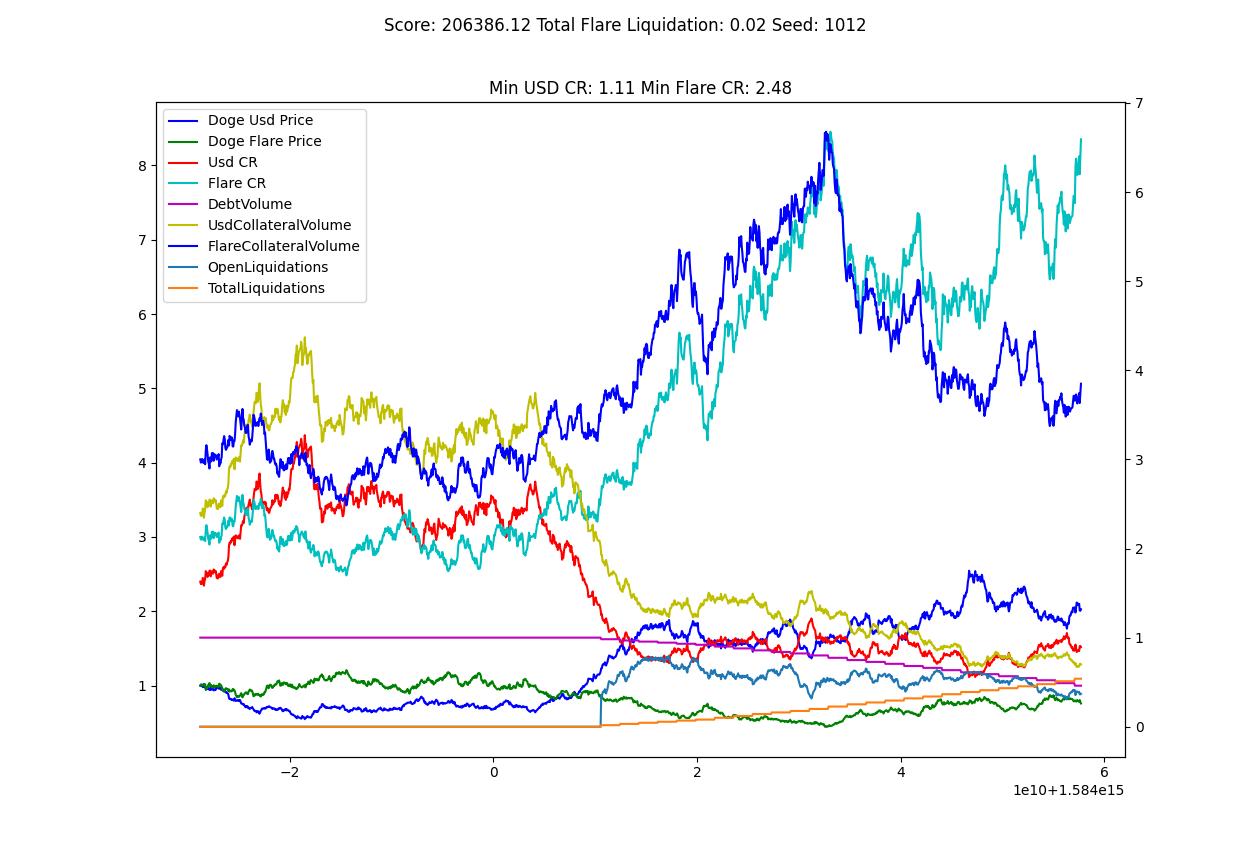 Score: 206386.12 Total Flare Liquidation: 0.02 Seed: 1012
Min USD CR: 1.11 Min Flare CR: 2.48
Doge Usd Price
Doge Flare Price
Usd CR
Flare CR
DebtVolume
UsdCollateralVolume
FlareCollateralVolume
OpenLiquidations
TotalLiquidations
8
7
6
5
4
3
2
1
7
6
5
4
3
2
1
0
−2
0
2
4
6
1e10+1.584e15